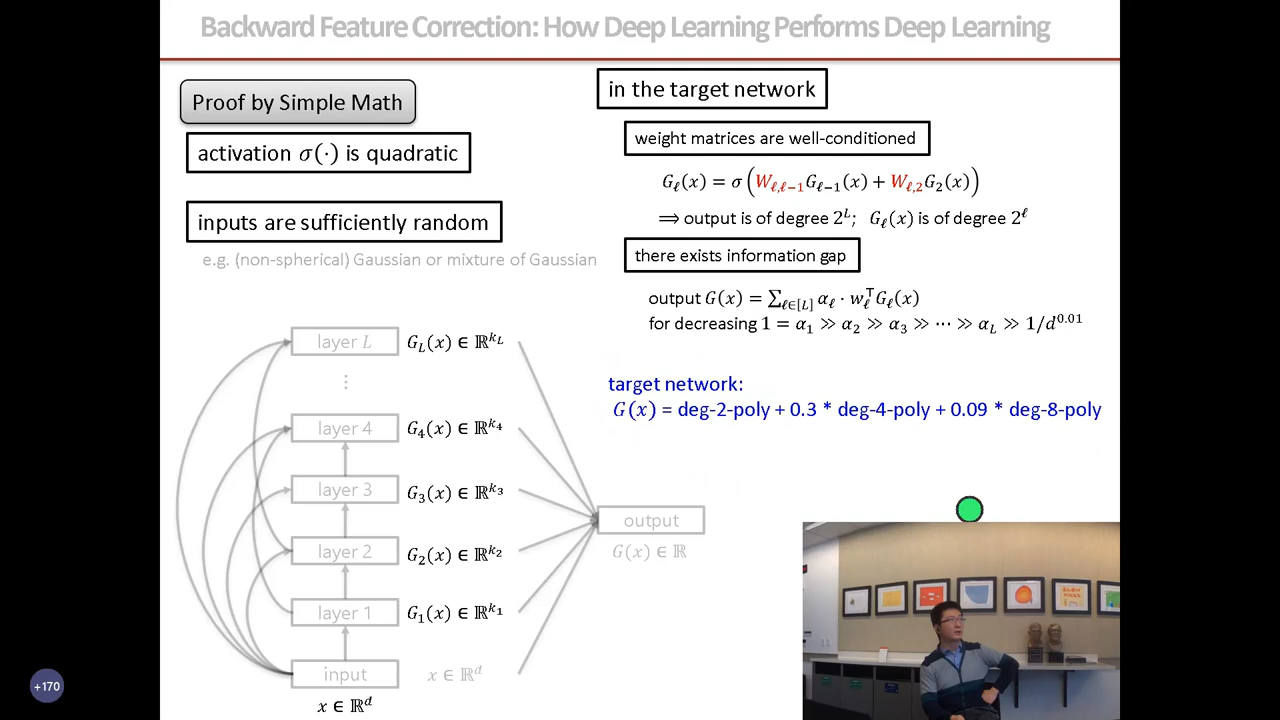 Backward Feature Correction: How Deep Learning Performs Deep Learning
Proof by Simple Math
activation σ(·) is quadratic
inputs are sufficiently random
e.g. (non-spherical) Gaussian or mixture of Gaussian
in the target network
weight matrices are well-conditioned
G_ℓ(x) = σ(W_{ℓ,ℓ−1}G_{ℓ−1}(x) + W_{ℓ,2}G_2(x))
⟹ output is of degree 2^L; G_ℓ(x) is of degree 2^ℓ
there exists information gap
output G(x) = ∑_{ℓ∈[L]} α_ℓ · w_ℓ^⊤ G_ℓ(x)
for decreasing 1 = α_1 ≫ α_2 ≫ α_3 ≫ ⋯ ≫ α_L ≫ 1/d^{0.01}
target network:
G(x) = deg-2-poly + 0.3 * deg-4-poly + 0.09 * deg-8-poly
layer L G_L(x) ∈ ℝ^{k_L}
⋮
layer 4 G_4(x) ∈ ℝ^{k_4}
layer 3 G_3(x) ∈ ℝ^{k_3}
layer 2 G_2(x) ∈ ℝ^{k_2}
layer 1 G_1(x) ∈ ℝ^{k_1}
input x ∈ ℝ^d
x ∈ ℝ^d
output
G(x) ∈ ℝ
+170